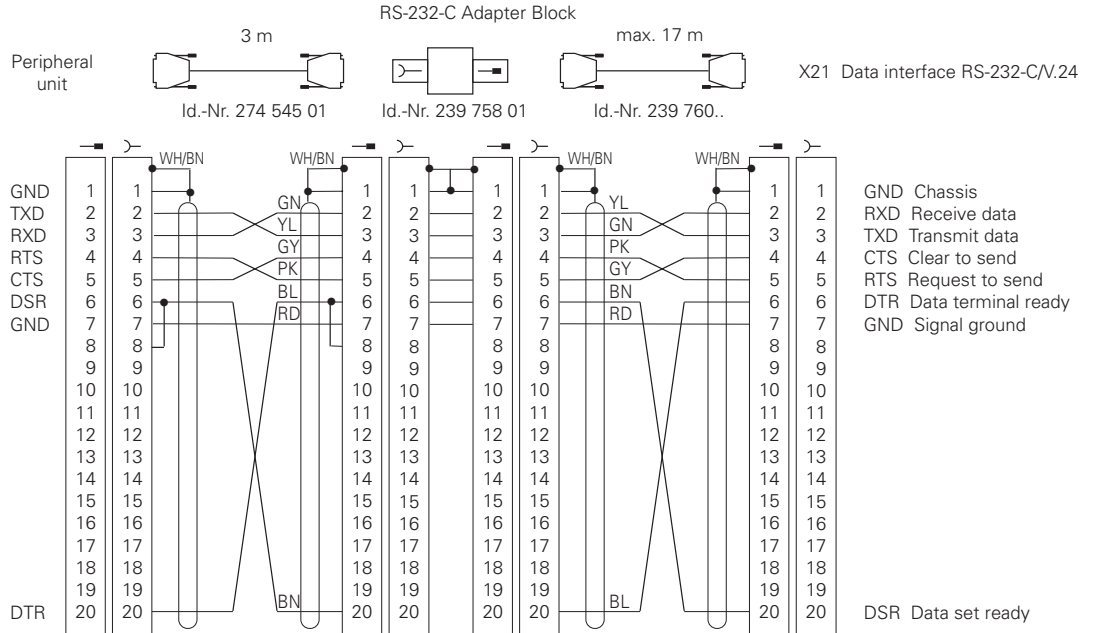 RS-232-C Adapter Block
3 m
max. 17 m
Peripheral
unit
X21 Data interface RS-232-C/V.24
Id.-Nr. 274 545 01
Id.-Nr. 239 758 01
Id.-Nr. 239 760..
WH/BN WH/BN WH/BN WH/BN
GND 1 1 1 1 1 1 1 1 GND Chassis
TXD 2 2 GN 2 2 2 2 YL 2 2 RXD Receive data
RXD 3 3 YL 3 3 3 3 GN 3 3 TXD Transmit data
RTS 4 4 GY 4 4 4 4 PK 4 4 CTS Clear to send
CTS 5 5 PK 5 5 5 5 GY 5 5 RTS Request to send
DSR 6 6 BL 6 6 6 6 BN 6 6 DTR Data terminal ready
GND 7 7 RD 7 7 7 7 RD 7 7 GND Signal ground
8 8 8 8 8 8 8 8
9 9 9 9 9 9 9 9
10 10 10 10 10 10 10 10
11 11 11 11 11 11 11 11
12 12 12 12 12 12 12 12
13 13 13 13 13 13 13 13
14 14 14 14 14 14 14 14
15 15 15 15 15 15 15 15
16 16 16 16 16 16 16 16
17 17 17 17 17 17 17 17
18 18 18 18 18 18 18 18
19 19 19 19 19 19 19 19
DTR 20 20 BN 20 20 20 20 BL 20 20 DSR Data set ready